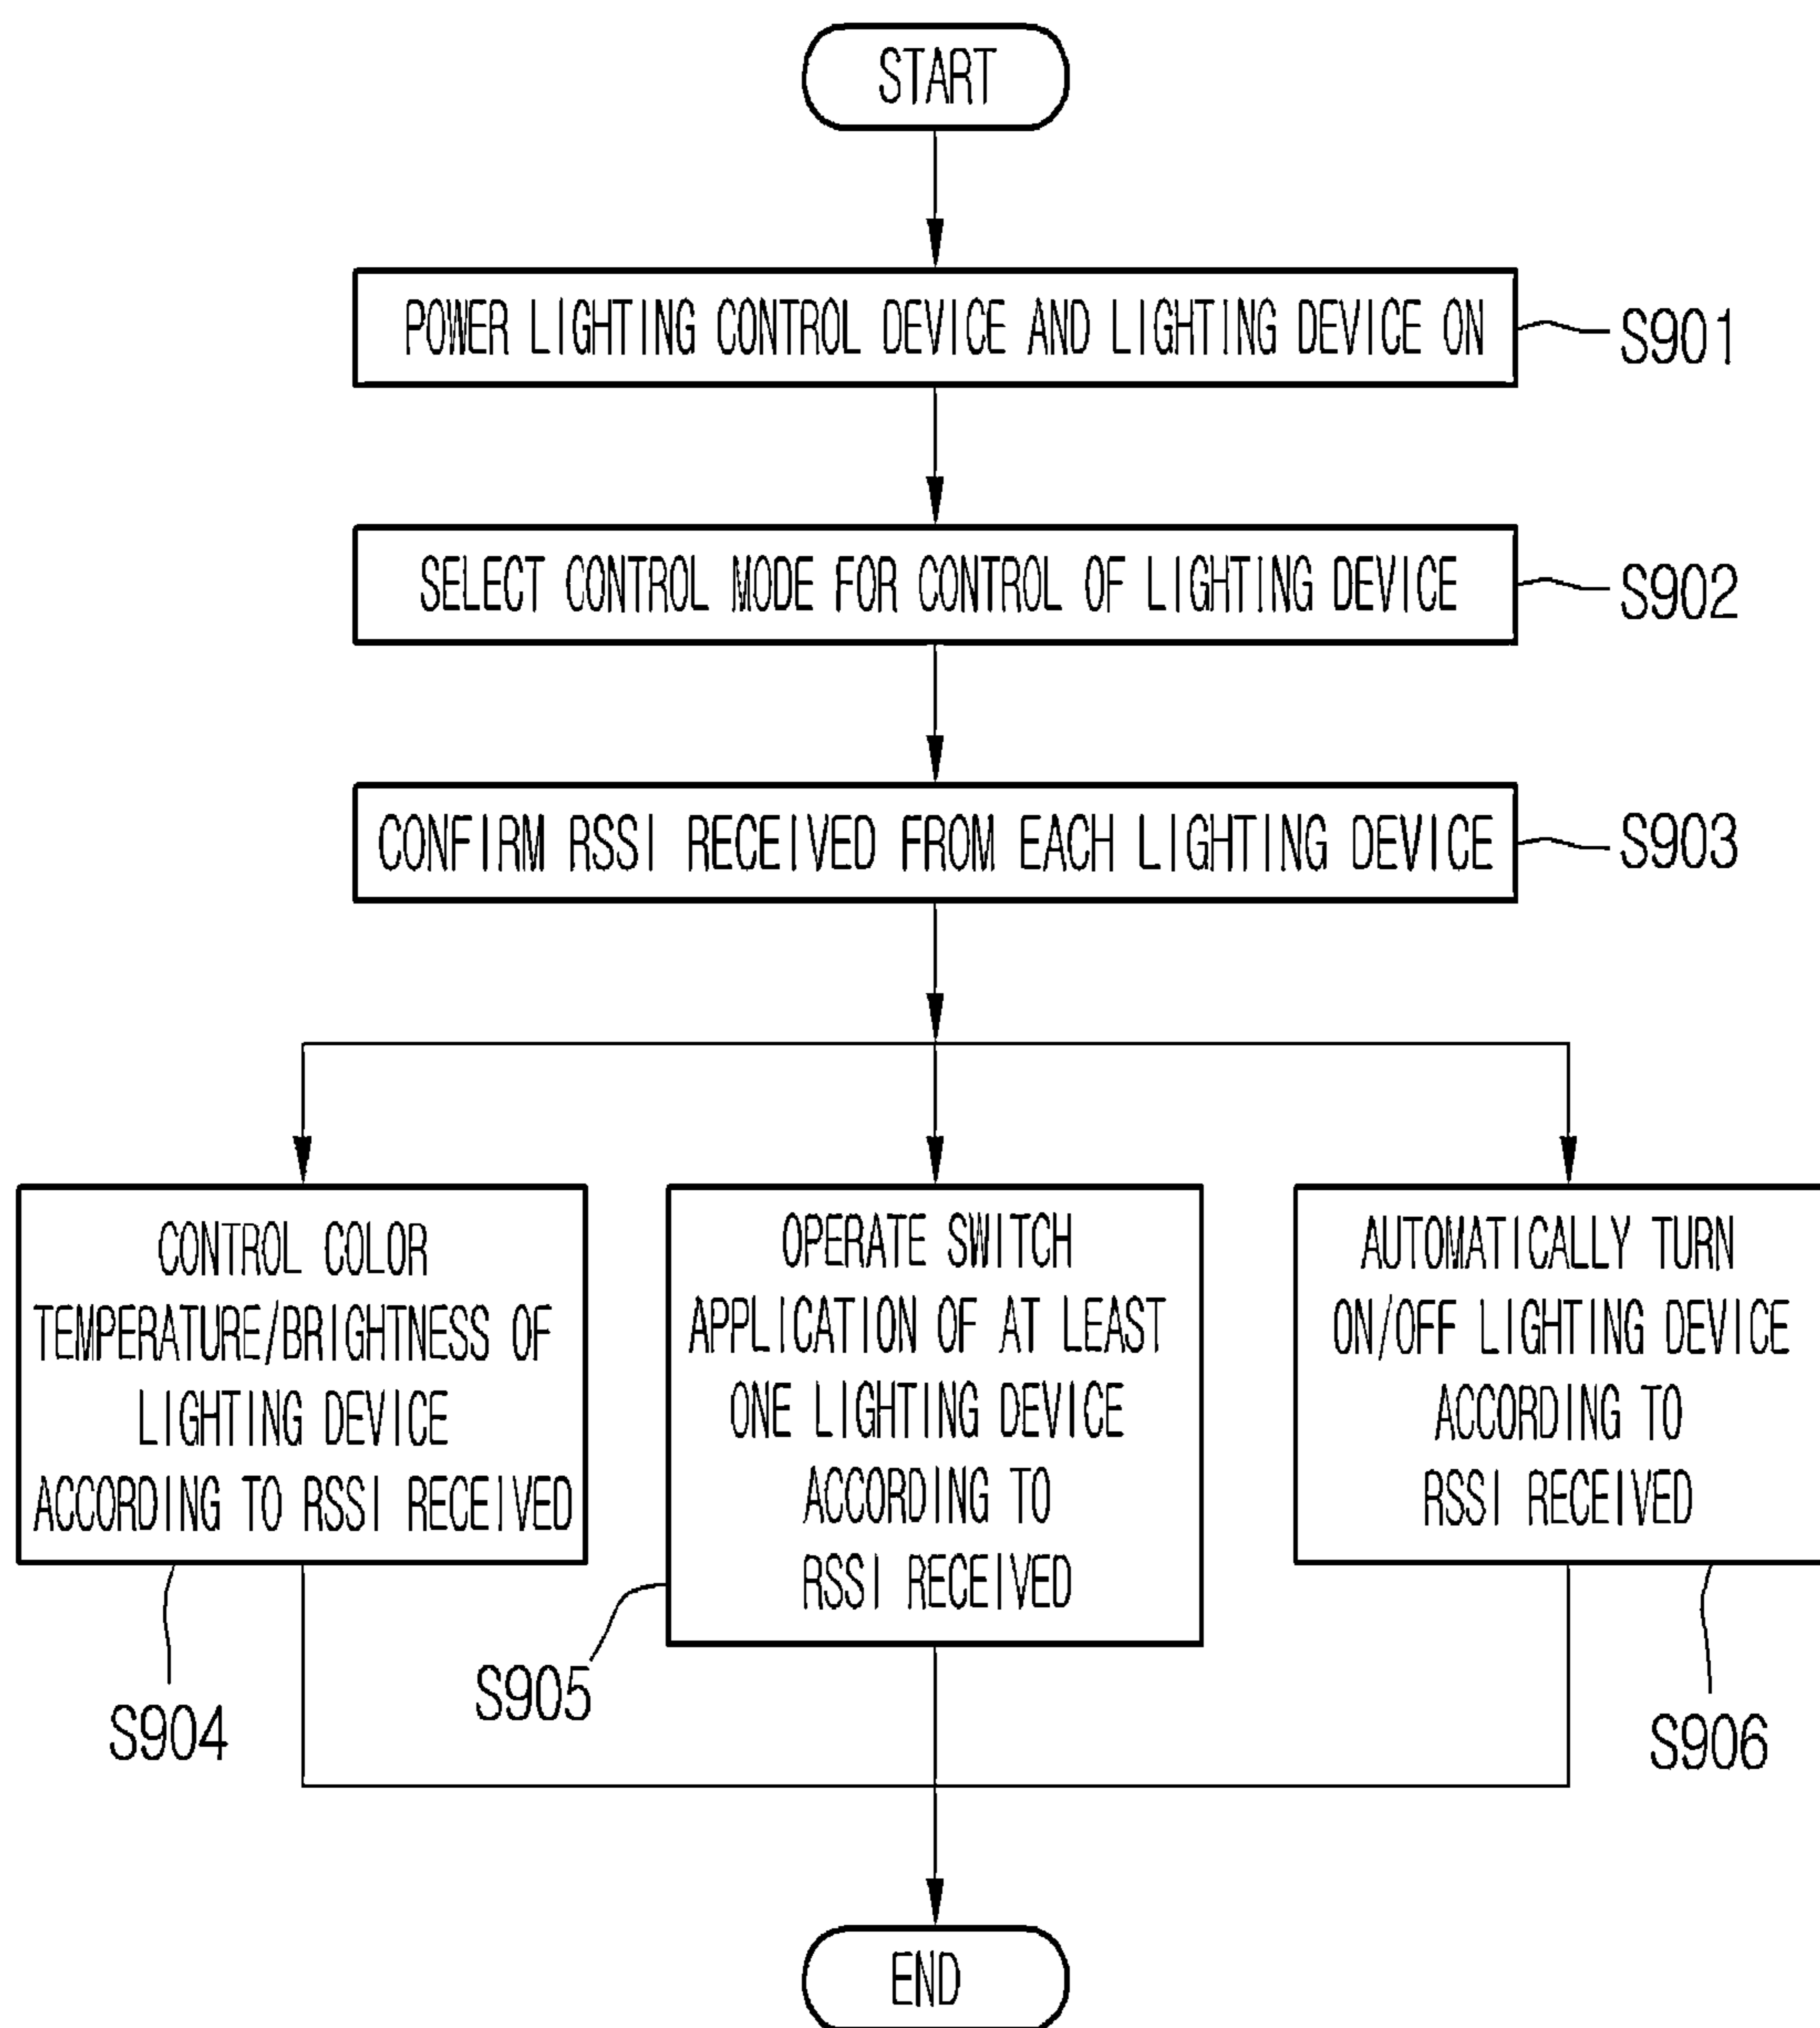 START
POWER LIGHTING CONTROL DEVICE AND LIGHTING DEVICE ON
S901
SELECT CONTROL MODE FOR CONTROL OF LIGHTING DEVICE
S902
CONFIRM RSSI RECEIVED FROM EACH LIGHTING DEVICE
S903
CONTROL COLOR
TEMPERATURE/BRIGHTNESS OF
LIGHTING DEVICE
ACCORDING TO RSSI RECEIVED
S904
OPERATE SWITCH
APPLICATION OF AT LEAST
ONE LIGHTING DEVICE
ACCORDING TO
RSSI RECEIVED
S905
AUTOMATICALLY TURN
ON/OFF LIGHTING DEVICE
ACCORDING TO
RSSI RECEIVED
S906
END